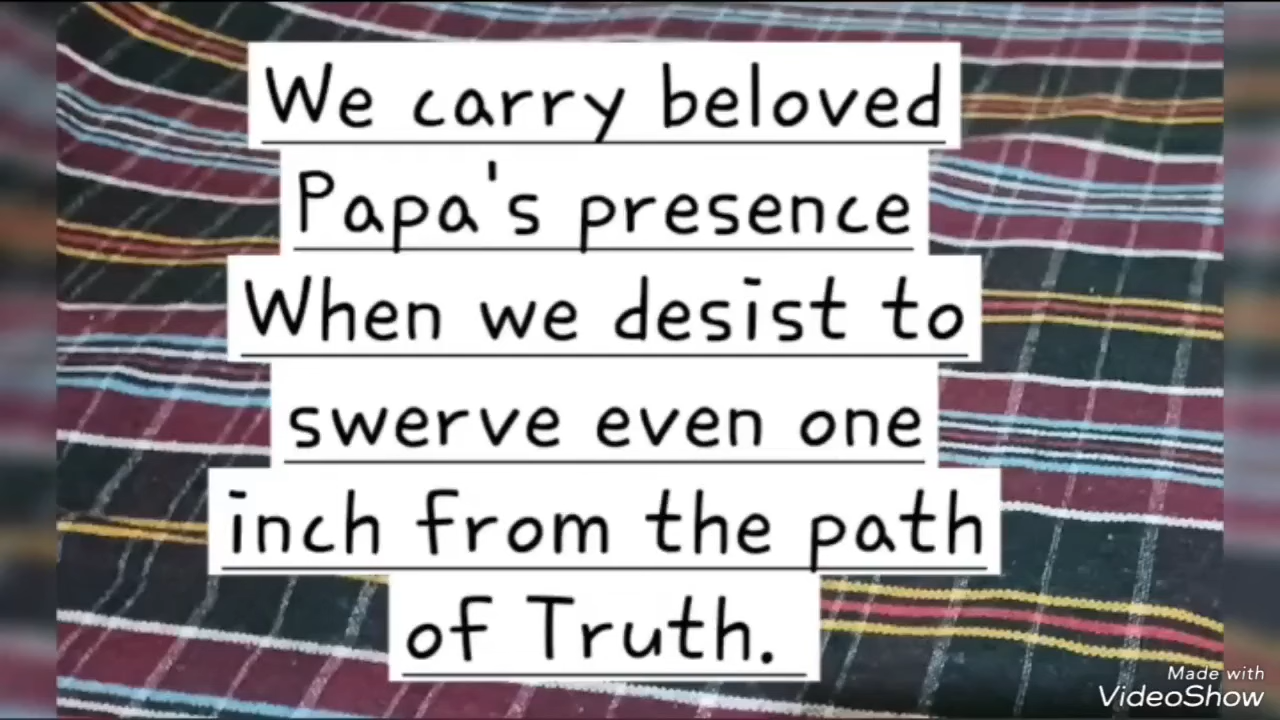 We carry beloved
Papa's presence
When we desist to
swerve even one
inch from the path
of Truth.
Made with
VideoShow